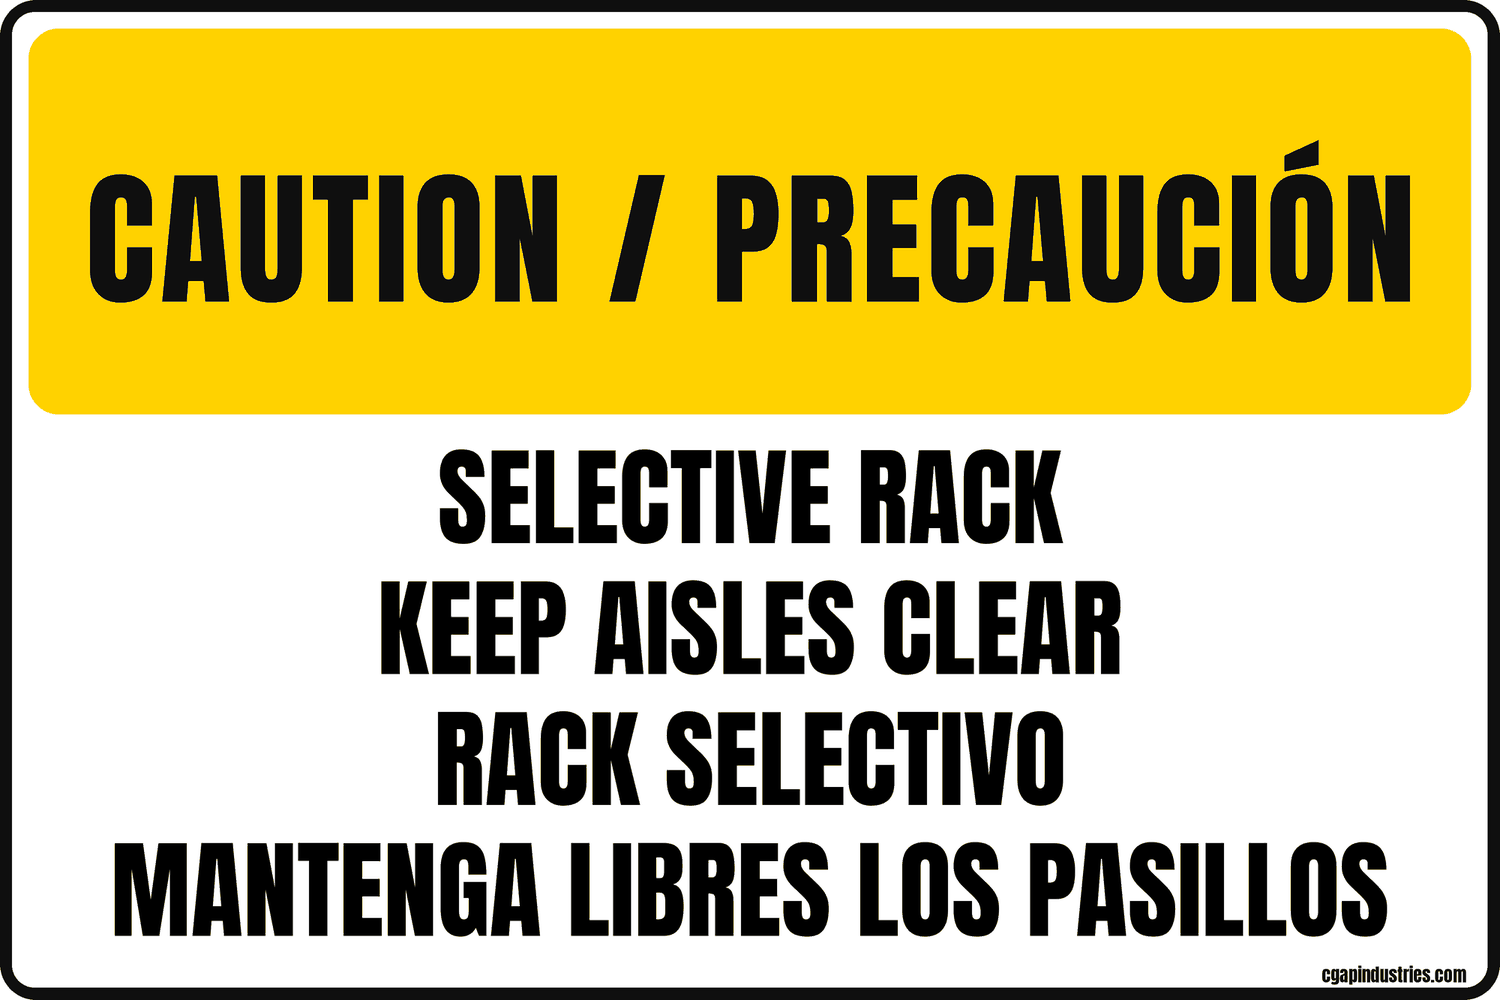 CAUTION / PRECAUCIÓN
SELECTIVE RACK
KEEP AISLES CLEAR
RACK SELECTIVO
MANTENGA LIBRES LOS PASILLOS
cgapindustries.com